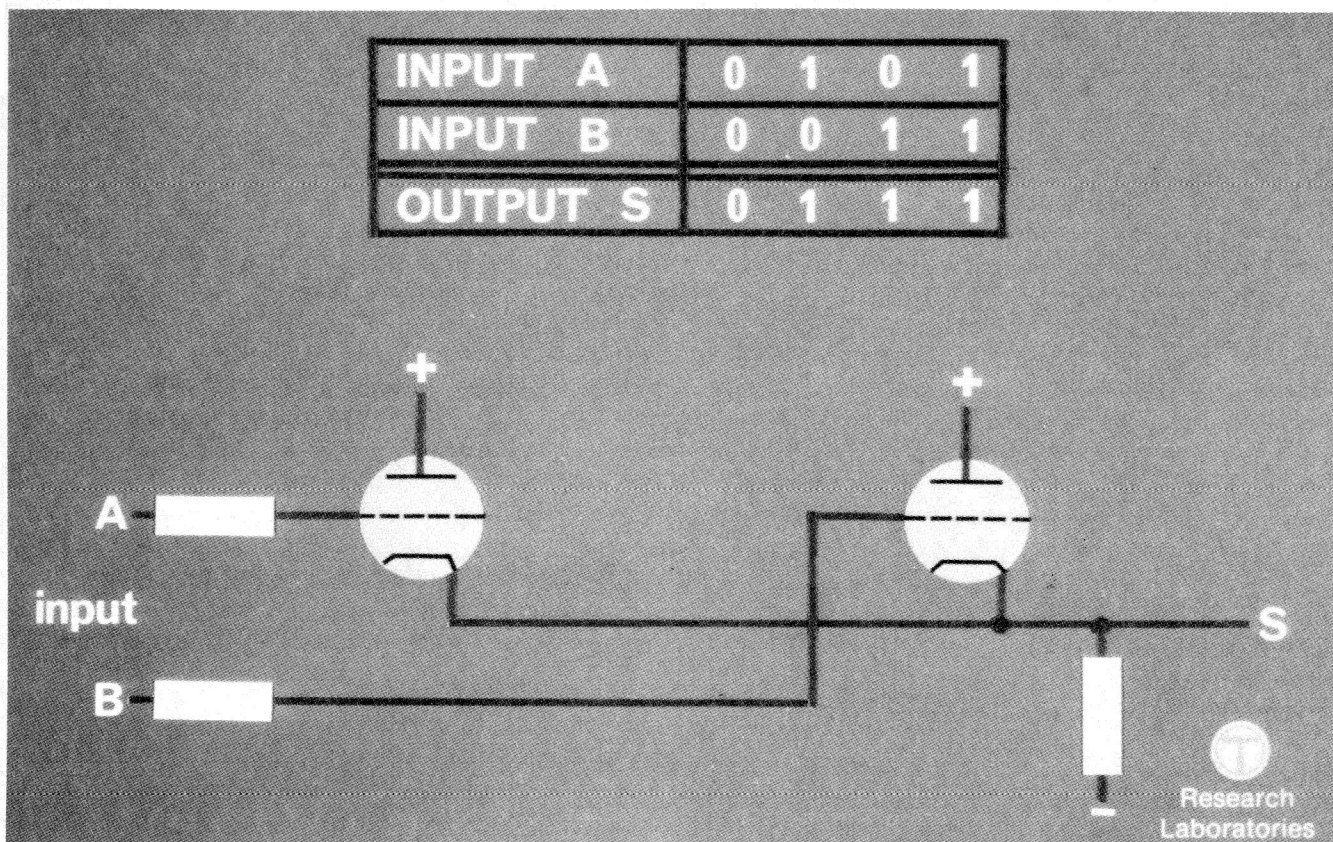 INPUT A 0 1 0 1
INPUT B 0 0 1 1
OUTPUT S 0 1 1 1
+
+
A
input
S
B
T
Research
Laboratories
−